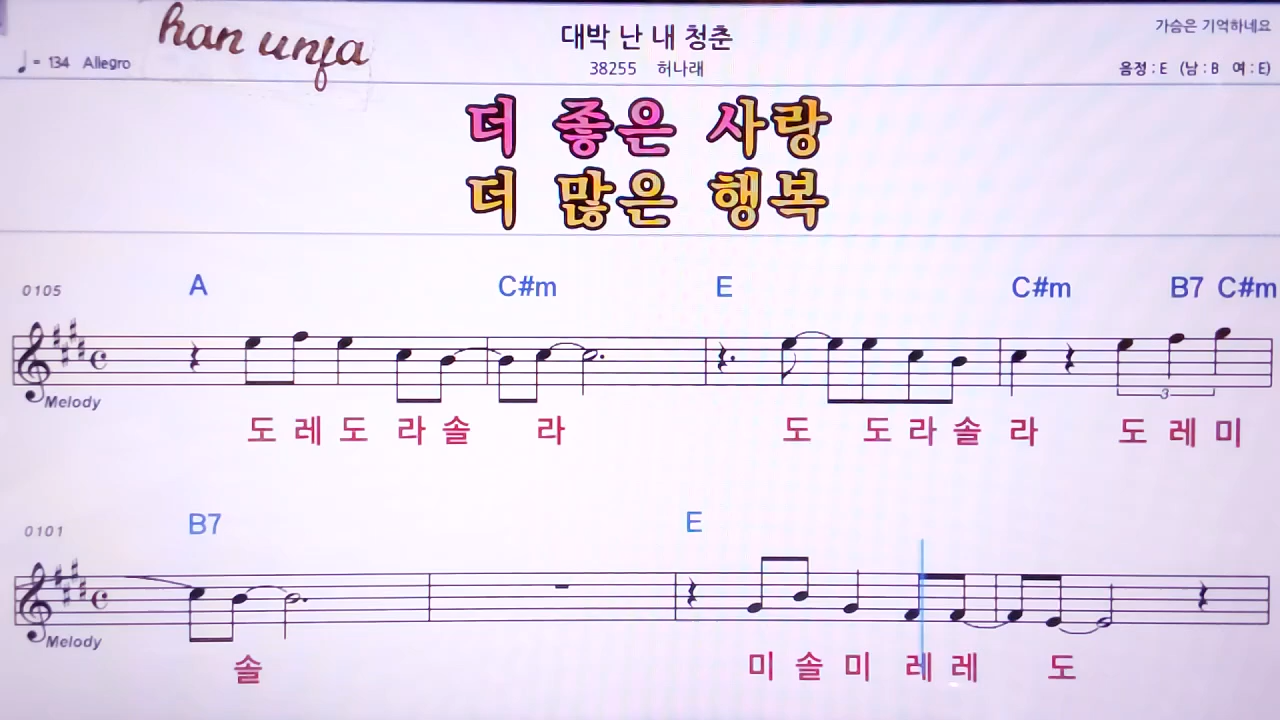 han unja
대박 난 내 청춘
가슴은 기억하네요
♩ = 134 Allegro
38255 허나래
음정 : E (남 : B 여 : E)
더 좋은 사랑
더 많은 행복
0105 A C#m E C#m B7 C#m
3
Melody
도 레 도 라 솔 라 도 도 라 솔 라 도 레 미
0101 B7 E
Melody
솔 미 솔 미 레 레 도